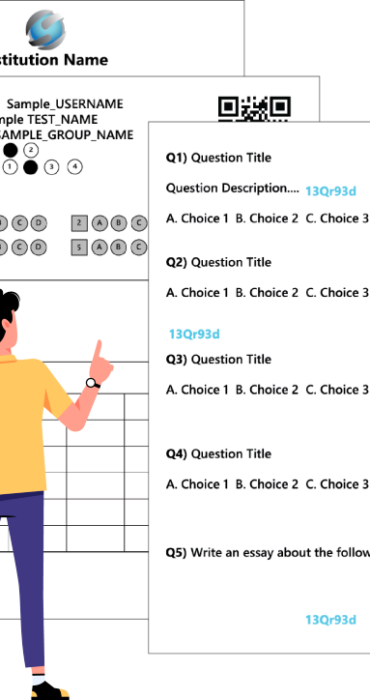 stitution Name
Sample_USERNAME
mple TEST_NAME
SAMPLE_GROUP_NAME
2
1 3 4
C D 2 A B C
C D 5 A B C
Q1) Question Title
Question Description.... 13Qr93d
A. Choice 1 B. Choice 2 C. Choice 3
Q2) Question Title
A. Choice 1 B. Choice 2 C. Choice 3
13Qr93d
Q3) Question Title
A. Choice 1 B. Choice 2 C. Choice 3
Q4) Question Title
A. Choice 1 B. Choice 2 C. Choice 3
Q5) Write an essay about the follow
13Qr93d